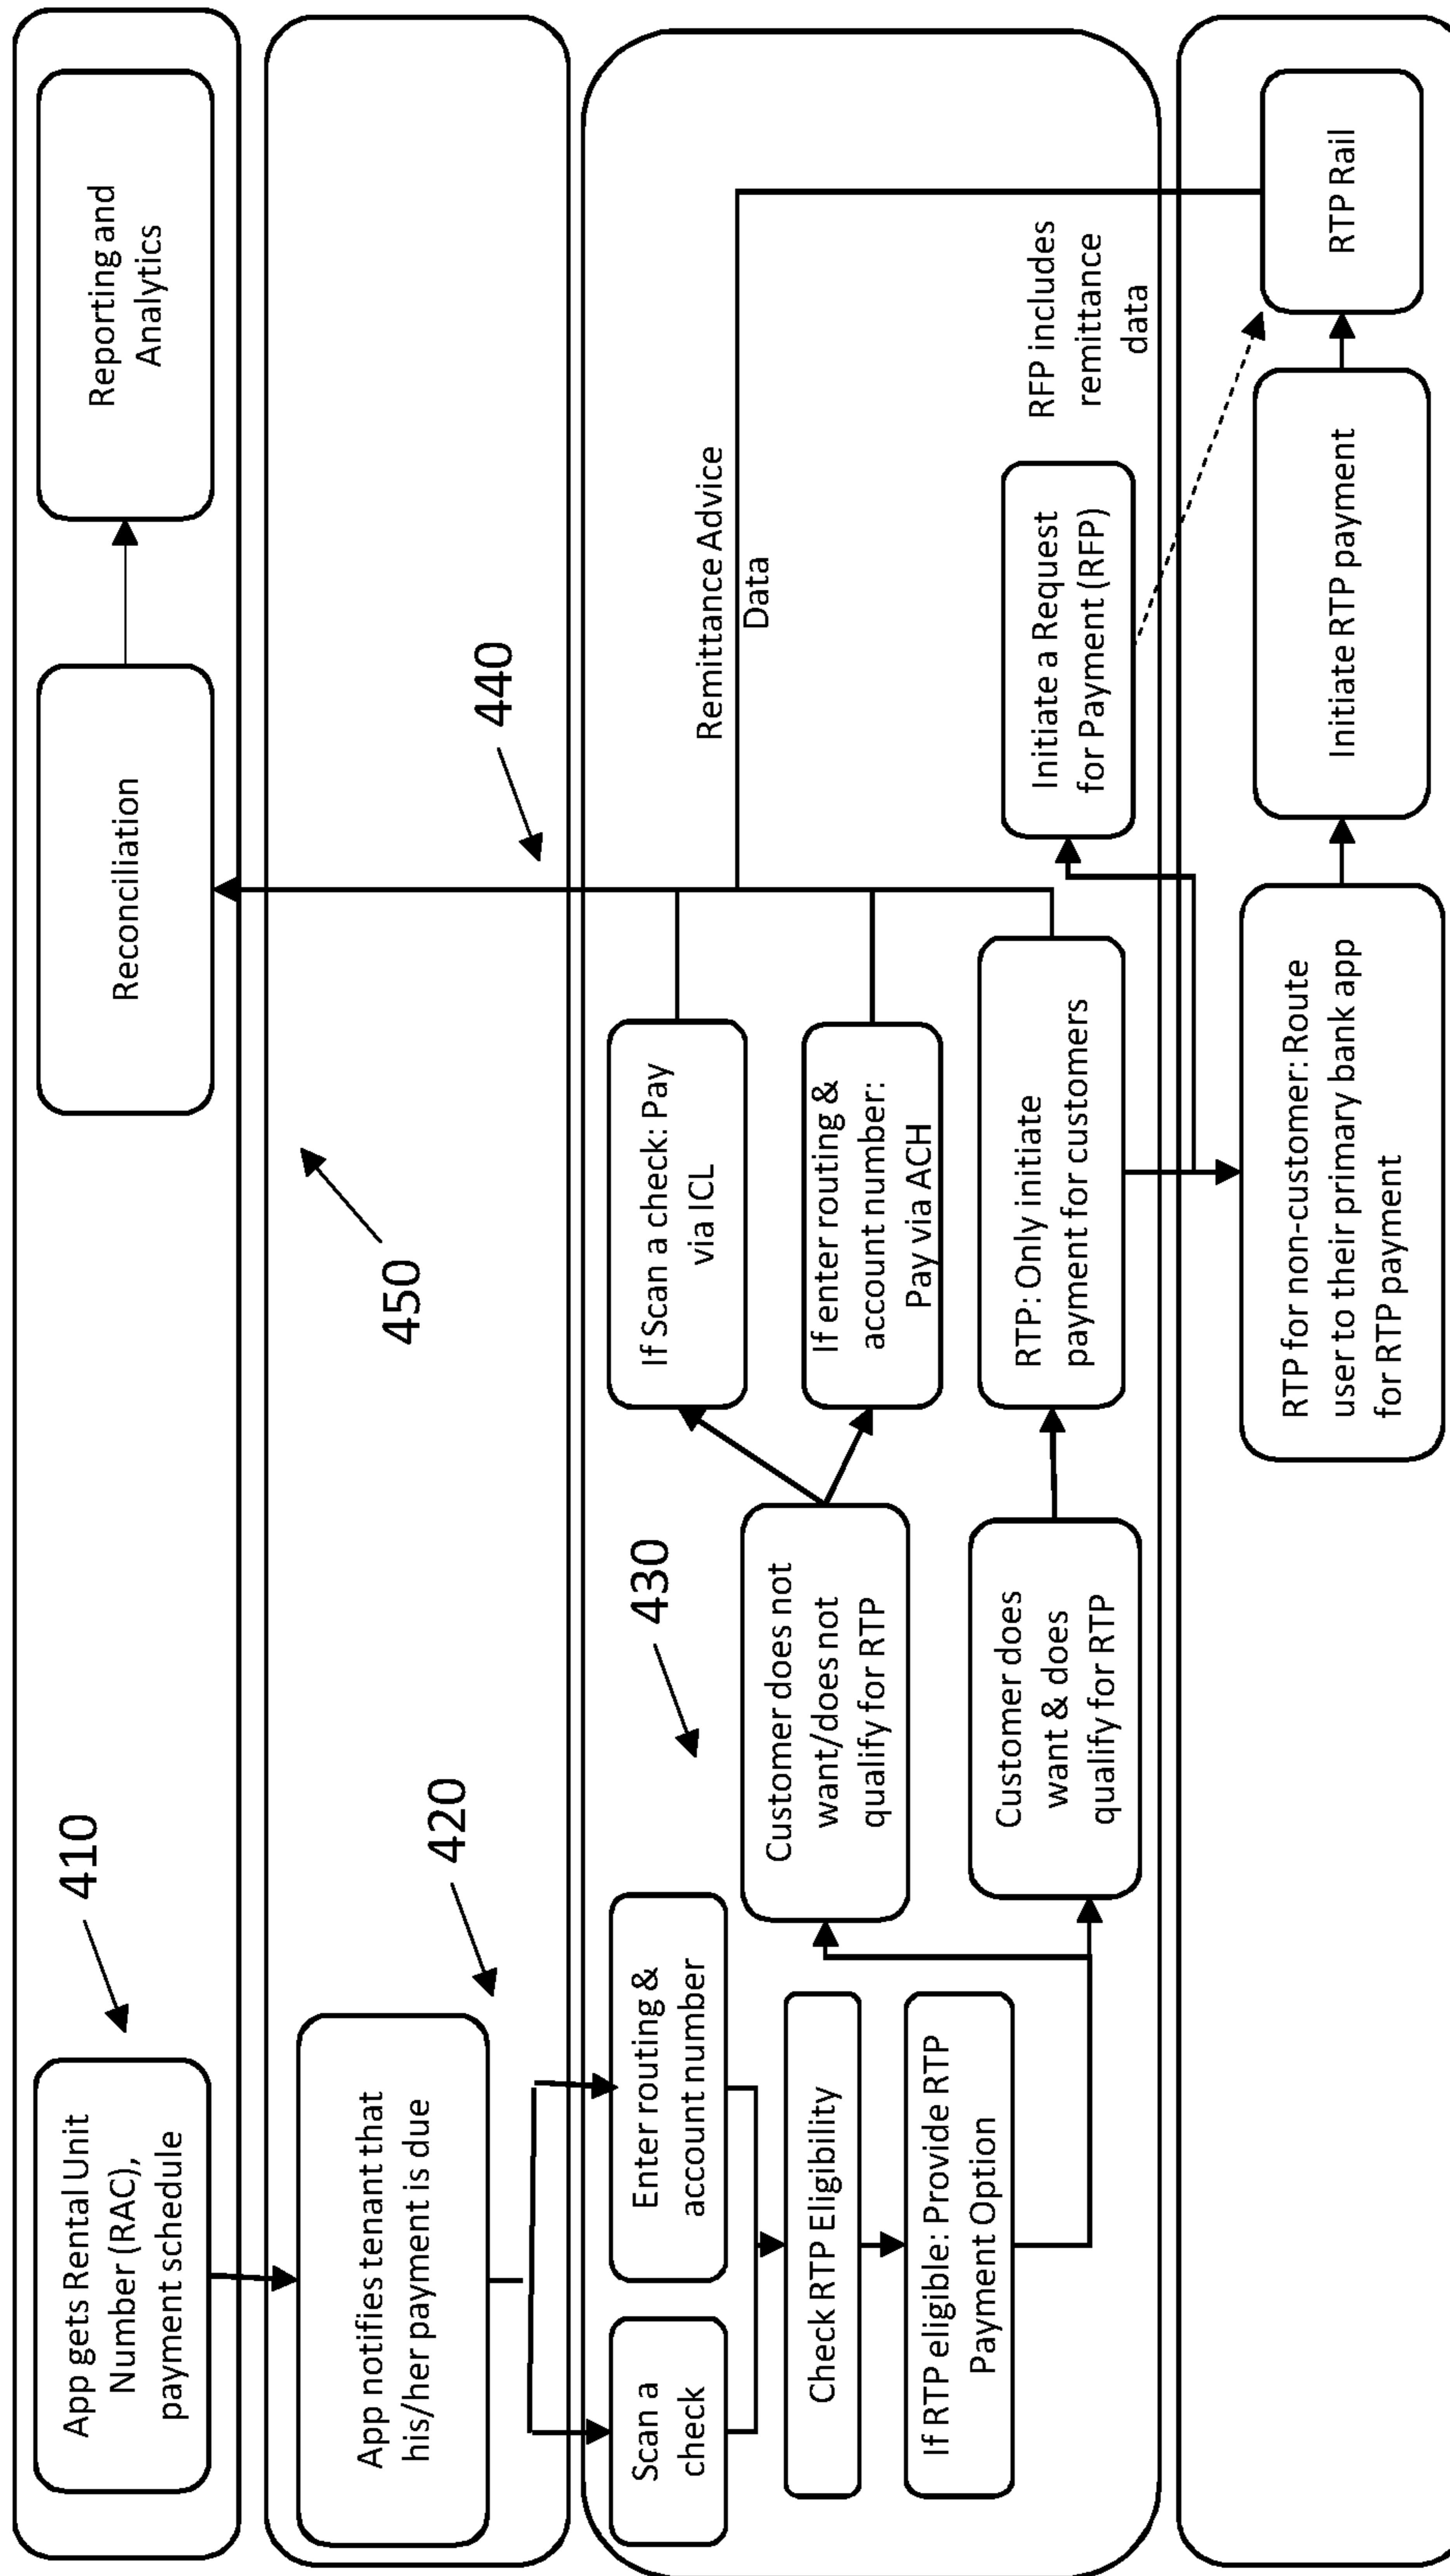 App gets Rental Unit
Number (RAC),
payment schedule
410
Reconciliation
Reporting and
Analytics
App notifies tenant that
his/her payment is due
420
450
440
Scan a
check
Enter routing &
account number
Check RTP Eligibility
If RTP eligible: Provide RTP
Payment Option
430
Customer does not
want/does not
qualify for RTP
Customer does
want & does
qualify for RTP
If Scan a check: Pay
via ICL
If enter routing &
account number:
Pay via ACH
RTP: Only initiate
payment for customers
Remittance Advice
Data
Initiate a Request
for Payment (RFP)
RFP includes
remittance
data
RTP for non-customer: Route
user to their primary bank app
for RTP payment
Initiate RTP payment
RTP Rail